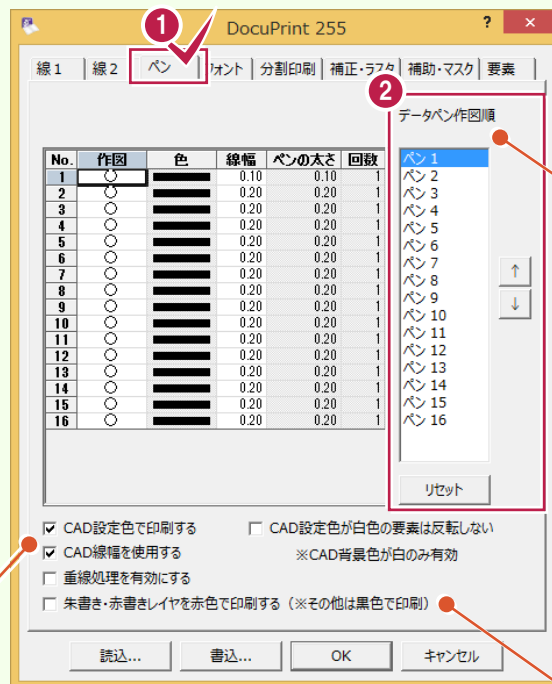 1
DocuPrint 255
? ×
線1 線2 ペン フォント 分割印刷 補正・ラスタ 補助・マスク 要素
2
データペン作図順
No. 作図 色 線幅 ペンの太さ 回数
1 0.10 0.10 1
2 0.20 0.20 1
3 0.20 0.20 1
4 0.20 0.20 1
5 0.20 0.20 1
6 0.20 0.20 1
7 0.20 0.20 1
8 0.20 0.20 1
9 0.20 0.20 1
10 0.20 0.20 1
11 0.20 0.20 1
12 0.20 0.20 1
13 0.20 0.20 1
14 0.20 0.20 1
15 0.20 0.20 1
16 0.20 0.20 1
ペン 1
ペン 2
ペン 3
ペン 4
ペン 5
ペン 6
ペン 7
ペン 8
ペン 9
ペン 10
ペン 11
ペン 12
ペン 13
ペン 14
ペン 15
ペン 16
↑
↓
リセット
CAD設定色で印刷する CAD設定色が白色の要素は反転しない
CAD線幅を使用する ※CAD背景色が白のみ有効
重線処理を有効にする
朱書き・赤書きレイヤを赤色で印刷する(※その他は黒色で印刷)
読込... 書込... OK キャンセル